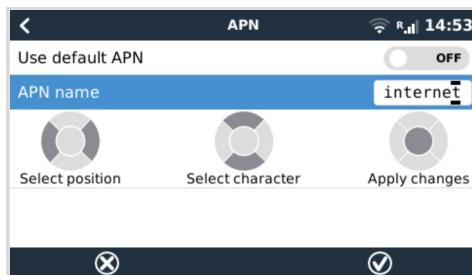 APN R 14:53
Use default APN OFF
APN name internet
Select position Select character Apply changes